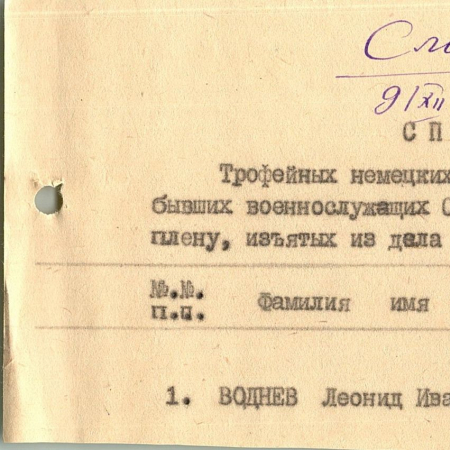 9/XII
СП
Трофейных немецких
бывших военнослужащих С
плену, изъятых из дела
№.№.
п.п. Фамилия имя
1. ВОДНЕВ Леонид Ива